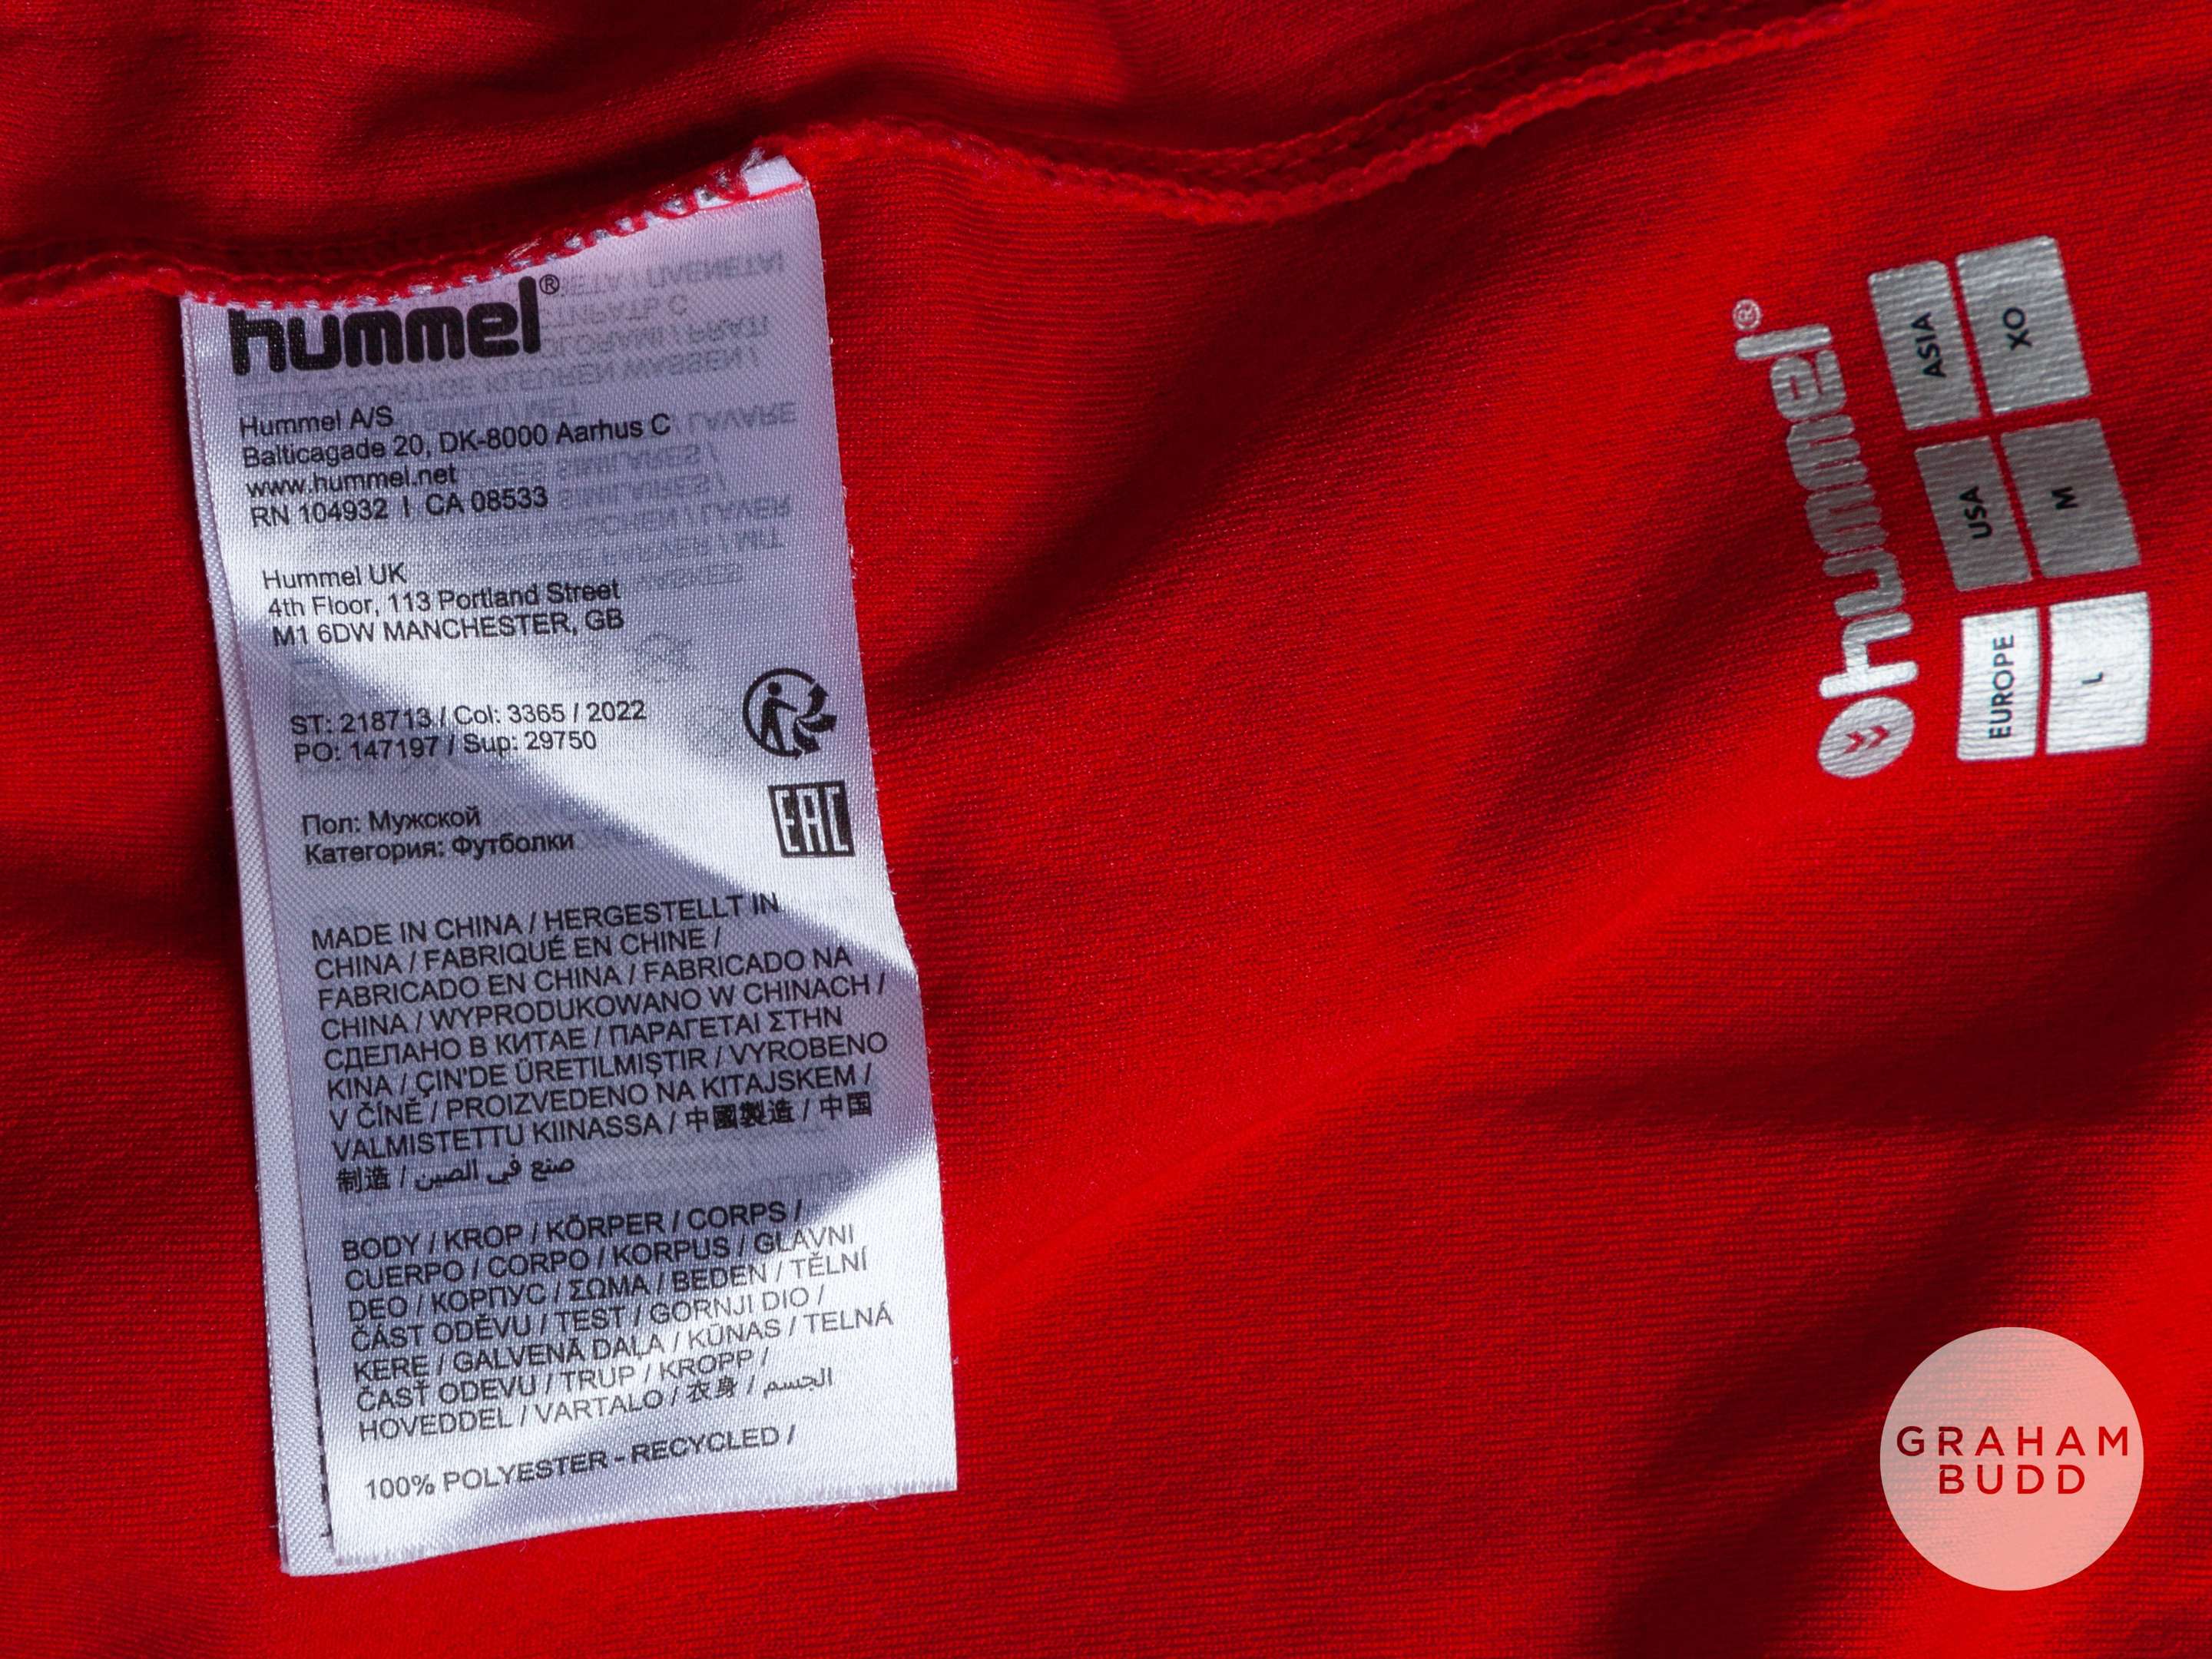 hummel®
Hummel A/S
Balticagade 20, DK-8000 Aarhus C
www.hummel.net
RN 104932 | CA 08533
Hummel UK
4th Floor, 113 Portland Street
M1 6DW MANCHESTER, GB
ST: 218713 / Col: 3365 / 2022
PO: 147197 / Sup: 29750
Пол: Мужской
Категория: Футболки
EAC
MADE IN CHINA / HERGESTELLT IN
CHINA / FABRIQUÉ EN CHINE /
FABRICADO EN CHINA / FABRICADO NA
CHINA / WYPRODUKOWANO W CHINACH /
СДЕЛАНО В КИТАЕ / ΠΑΡΑΓΕΤΑΙ ΣΤΗΝ
ΚΙΝΑ / ÇIN'DE ÜRETILMIŞTIR / VYROBENO
V ČÍNĚ / PROIZVEDENO NA KITAJSKEM /
VALMISTETTU KIINASSA / 中國製造 / 中国
制造 / صنع في الصين
BODY / KROP / KÖRPER / CORPS /
CUERPO / CORPO / KORPUS / GLAVNI
DEO / КОРПУС / ΣΩΜΑ / BEDEN / TĚLNÍ
ČÁST ODĚVU / TEST / GORNJI DIO /
KERE / GALVENĀ DAĻA / KŪNAS / TELNÁ
ČASŤ ODEVU / TRUP / KROPP /
HOVEDDEL / VARTALO / 衣身 / الجسم
100% POLYESTER - RECYCLED /
hummel®
EUROPE USA ASIA
L M XO
GRAHAM
BUDD